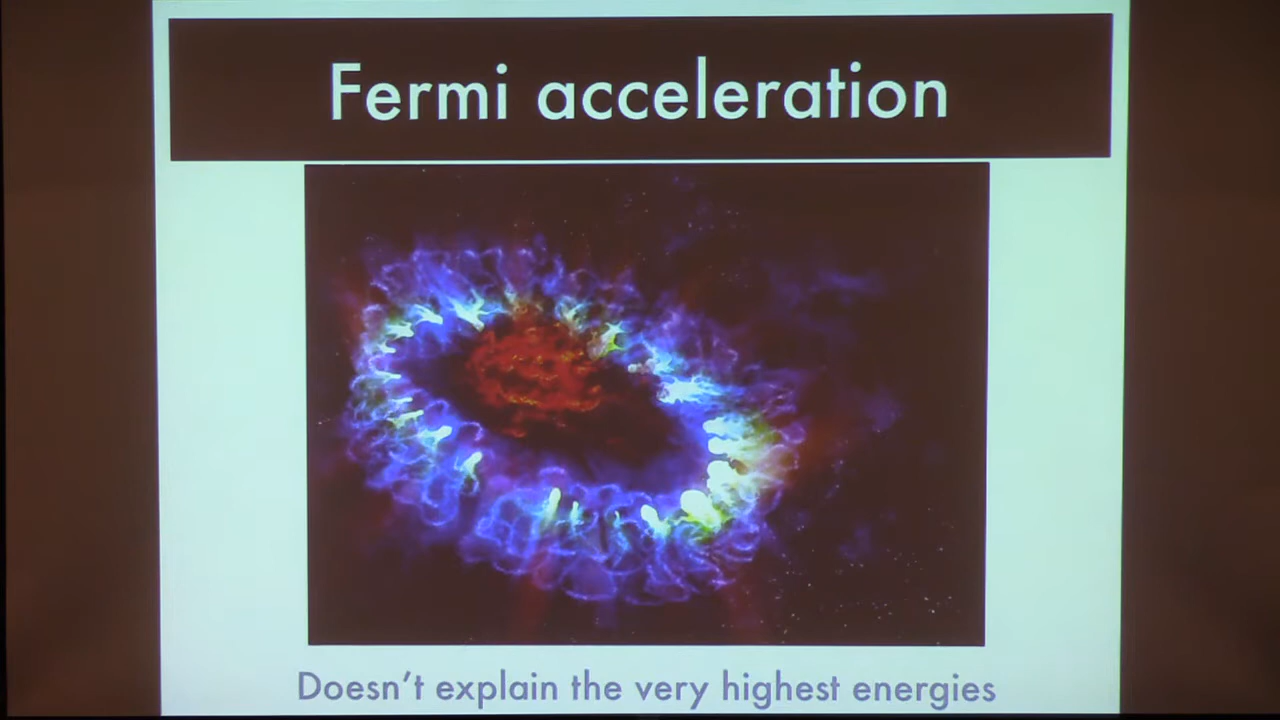 Fermi acceleration
Doesn't explain the very highest energies